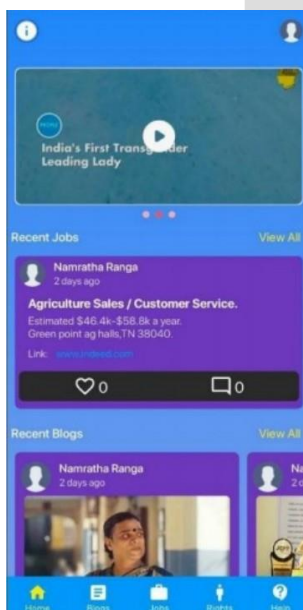 India's First Transgender
Leading Lady
Recent Jobs
View All
Namratha Ranga
2 days ago
Agriculture Sales / Customer Service.
Estimated $46.4k-$58.8k a year.
Green point ag halls,TN 38040.
Link: www.indeed.com
0
0
Recent Blogs
View All
Namratha Ranga
2 days ago
Na
2 d
Home
Blogs
Jobs
Rights
Help